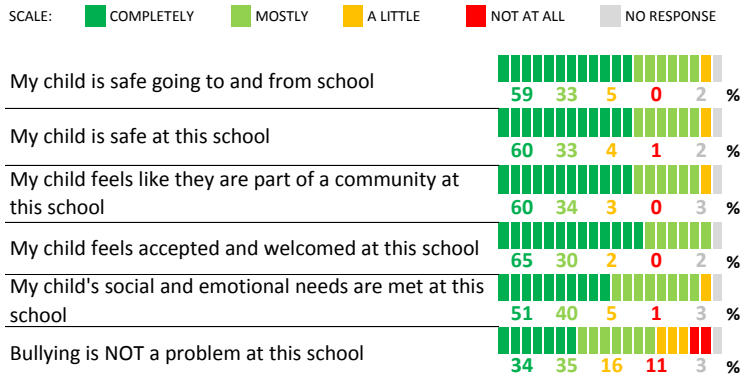 SCALE: COMPLETELY MOSTLY A LITTLE NOT AT ALL NO RESPONSE
My child is safe going to and from school
59 33 5 0 2 %
My child is safe at this school
60 33 4 1 2 %
My child feels like they are part of a community at
this school
60 34 3 0 3 %
My child feels accepted and welcomed at this school
65 30 2 0 2 %
My child's social and emotional needs are met at this
school
51 40 5 1 3 %
Bullying is NOT a problem at this school
34 35 16 11 3 %